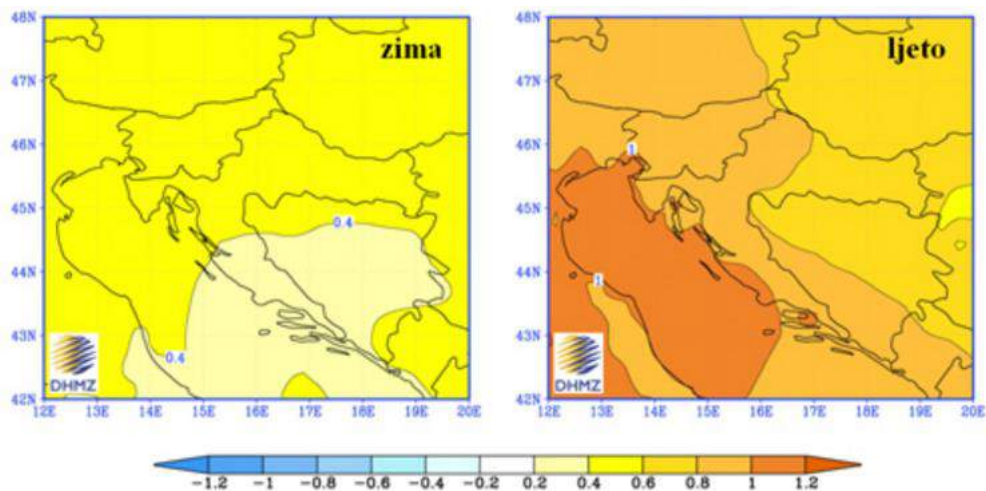 48N
47N
46N
45N
44N
43N
42N
12E 13E 14E 15E 16E 17E 18E 19E 20E
zima
0.4
0.4
DHMZ
48N
47N
46N
45N
44N
43N
42N
12E 13E 14E 15E 16E 17E 18E 19E 20E
ljeto
1
1
DHMZ
-1.2 -1 -0.8 -0.6 -0.4 -0.2 0.2 0.4 0.6 0.8 1 1.2